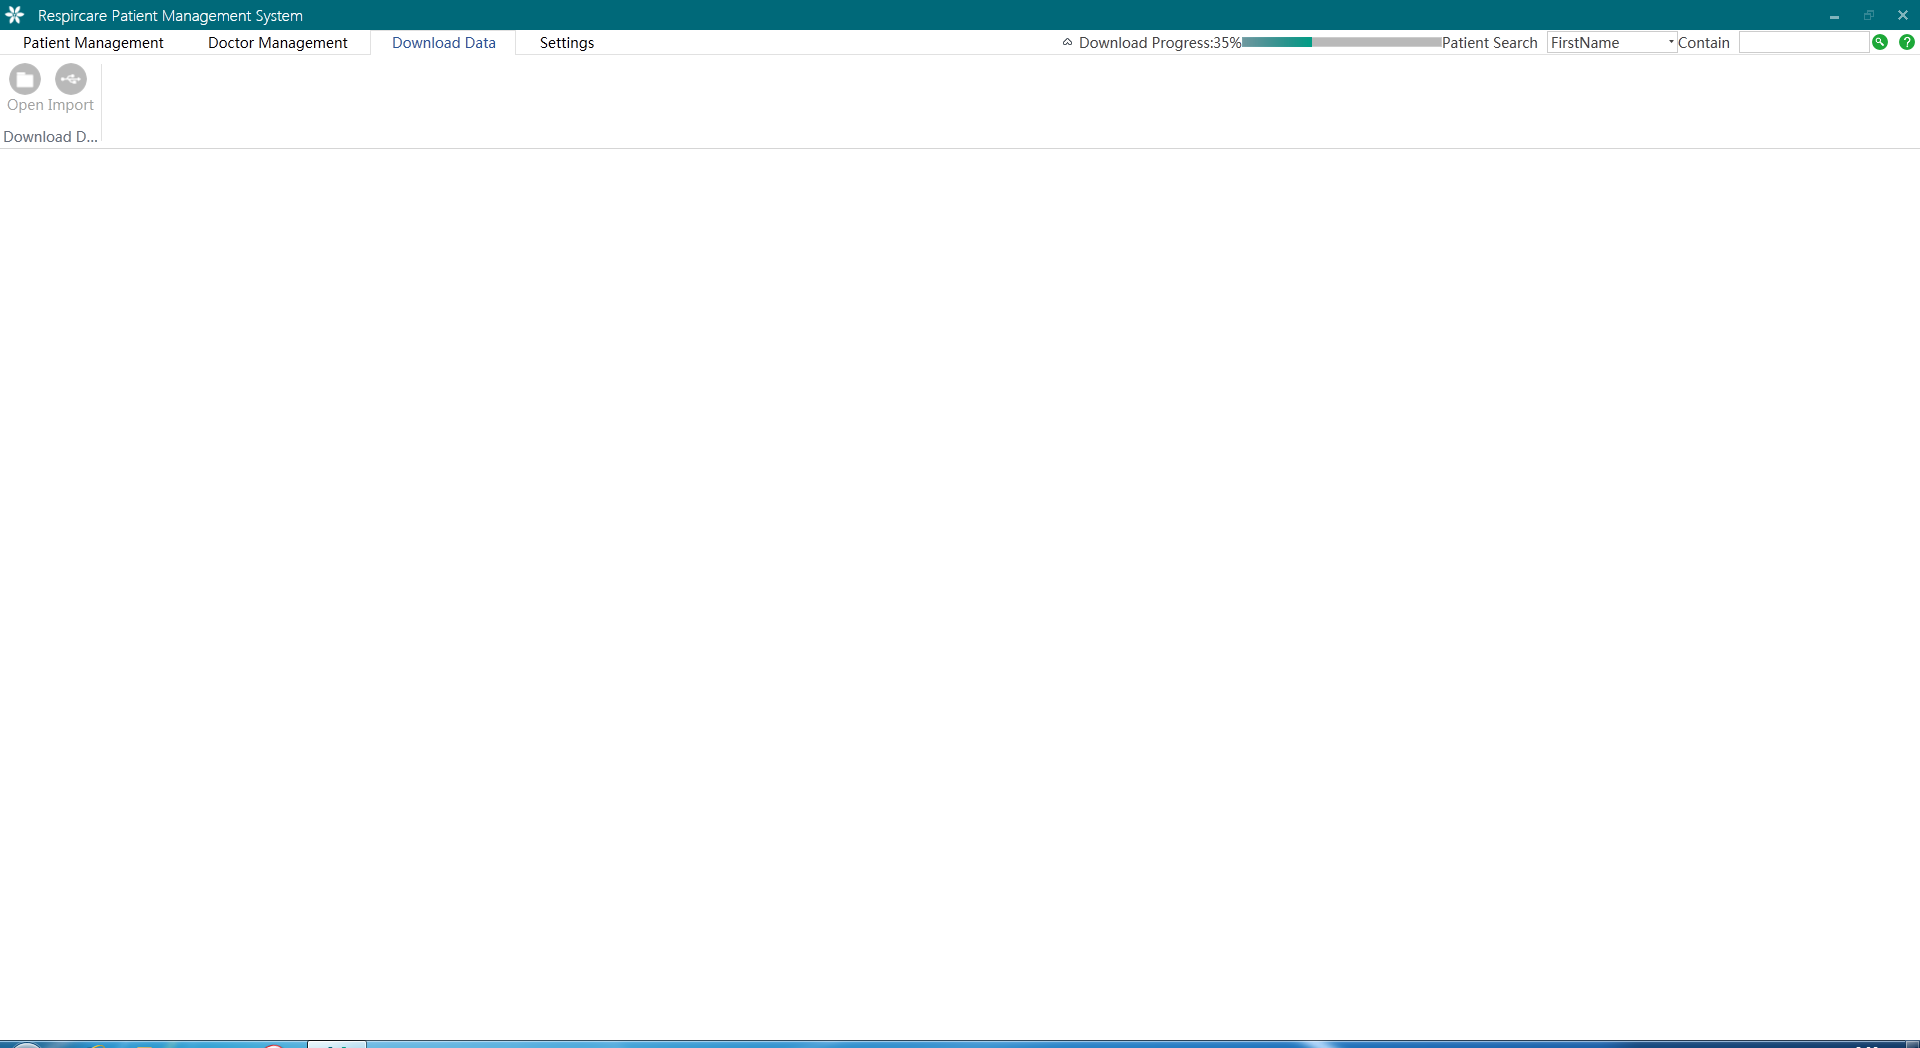 Respircare Patient Management System
Patient Management Doctor Management Download Data Settings Download Progress:35% Patient Search FirstName Contain
Open Import
Download D...